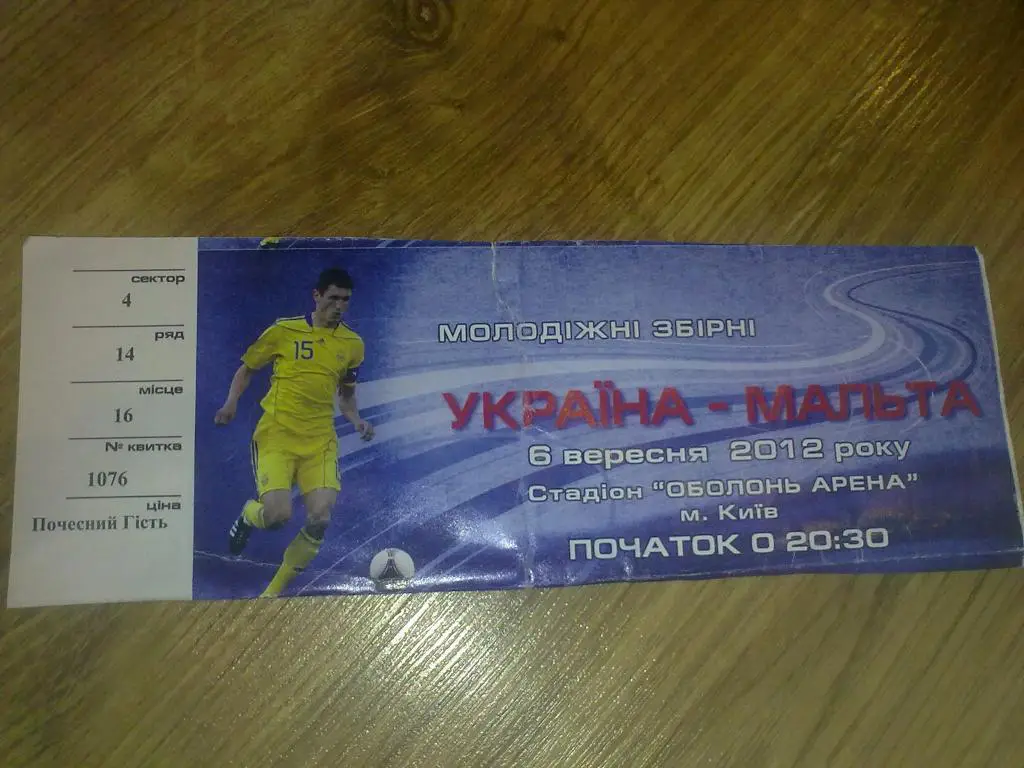 сектор
4
ряд
14
місце
16
№ квитка
1076
ціна
Почесний Гість
15
МОЛОДІЖНІ ЗБІРНІ
УКРАЇНА - МАЛЬТА
6 вересня 2012 року
Стадіон "ОБОЛОНЬ АРЕНА"
м. Київ
ПОЧАТОК О 20:30